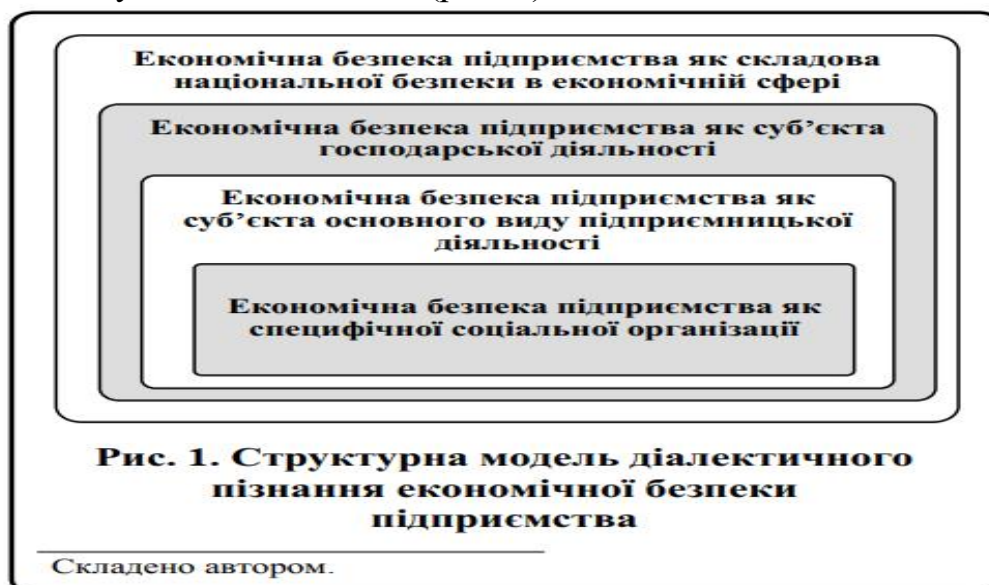 Економічна безпека підприємства як складова
національної безпеки в економічній сфері
Економічна безпека підприємства як суб’єкта
господарської діяльності
Економічна безпека підприємства як
суб’єкта основного виду підприємницької
діяльності
Економічна безпека підприємства як
специфічної соціальної організації
Рис. 1. Структурна модель діалектичного
пізнання економічної безпеки
підприємства
Складено автором.